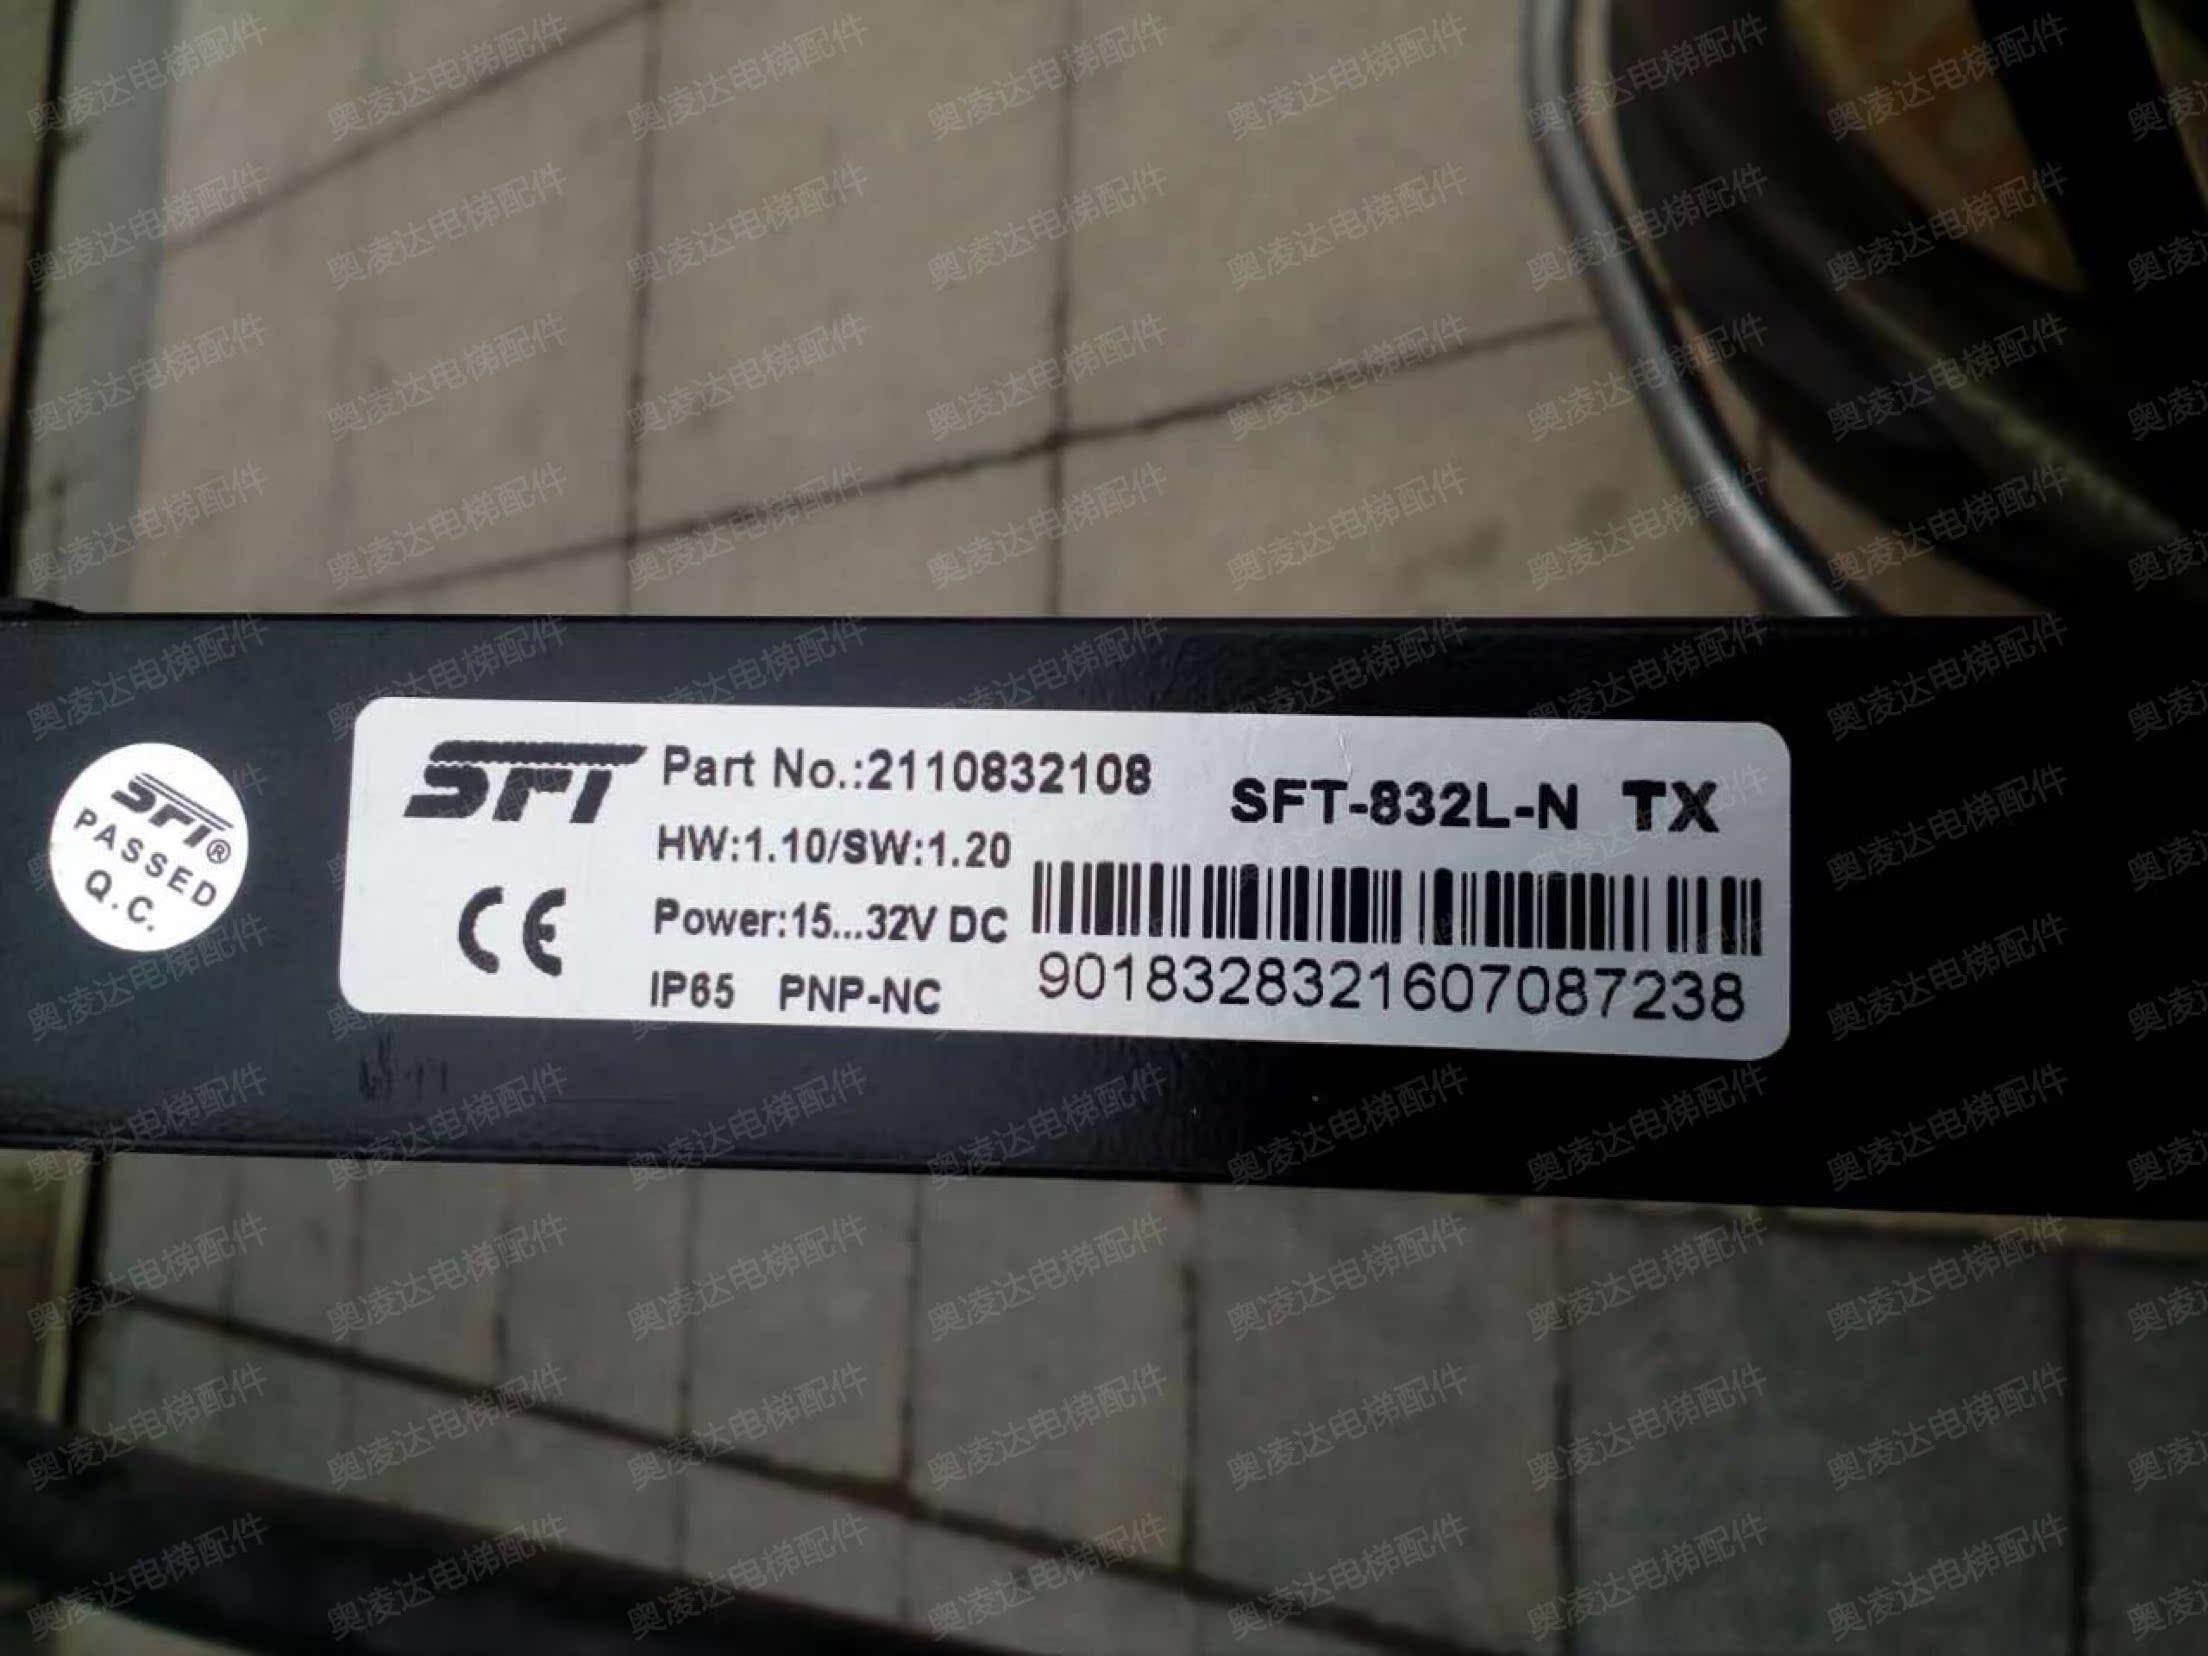 SFT®
PASSED
Q.C.
SFT
Part No.:2110832108
SFT-832L-N TX
HW:1.10/SW:1.20
CE
Power:15...32V DC
IP65 PNP-NC
9018328321607087238
奥凌达电梯配件